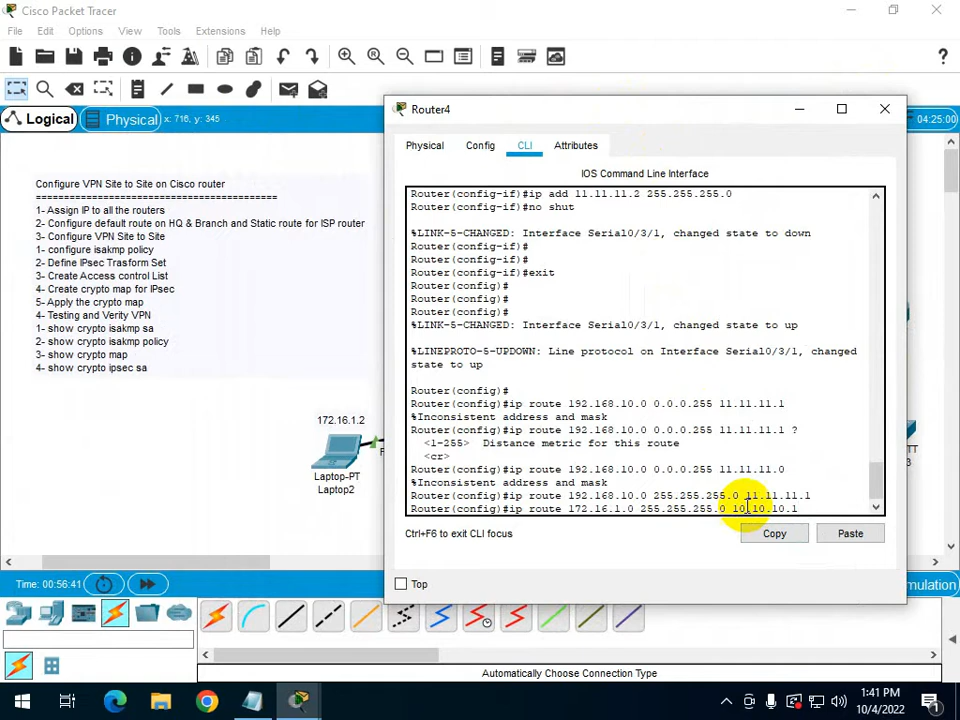 Cisco Packet Tracer
File Edit Options View Tools Extensions Help
?
Logical Physical x: 716, y: 345
04:25:00
Configure VPN Site to Site on Cisco router
==========================================
1- Assign IP to all the routers
2- Configure default route on HQ & Branch and Static route for ISP router
3- Configure VPN Site to Site
1- configure isakmp policy
2- Define IPsec Trasform Set
3- Create Access control List
4- Create crypto map for IPsec
5- Apply the crypto map
4- Testing and Verity VPN
1- show crypto isakmp sa
2- show crypto isakmp policy
3- show crypto map
4- show crypto ipsec sa
172.16.1.2
Laptop-PT
Laptop2
F
PT
3
Router4
Physical Config CLI Attributes
IOS Command Line Interface
Router(config-if)#ip add 11.11.11.2 255.255.255.0
Router(config-if)#no shut
%LINK-5-CHANGED: Interface Serial0/3/1, changed state to down
Router(config-if)#
Router(config-if)#
Router(config-if)#exit
Router(config)#
Router(config)#
Router(config)#
%LINK-5-CHANGED: Interface Serial0/3/1, changed state to up
%LINEPROTO-5-UPDOWN: Line protocol on Interface Serial0/3/1, changed
state to up
Router(config)#
Router(config)#ip route 192.168.10.0 0.0.0.255 11.11.11.1
%Inconsistent address and mask
Router(config)#ip route 192.168.10.0 0.0.0.255 11.11.11.1 ?
<1-255> Distance metric for this route
<cr>
Router(config)#ip route 192.168.10.0 0.0.0.255 11.11.11.0
%Inconsistent address and mask
Router(config)#ip route 192.168.10.0 255.255.255.0 11.11.11.1
Router(config)#ip route 172.16.1.0 255.255.255.0 10.10.10.1
Ctrl+F6 to exit CLI focus
Copy Paste
Top
Time: 00:56:41
imulation
Automatically Choose Connection Type
1:41 PM
10/4/2022
1